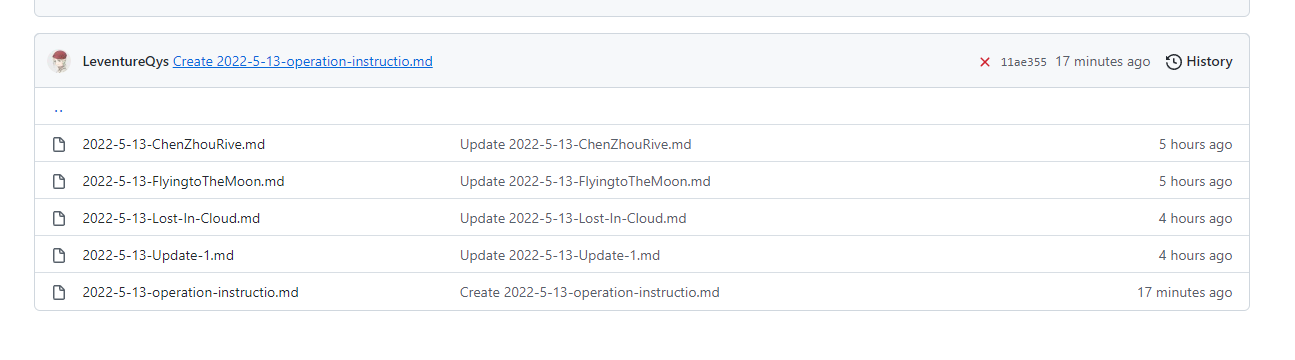 LeventureQys Create 2022-5-13-operation-instructio.md 11ae355 17 minutes ago History
..
2022-5-13-ChenZhouRive.md Update 2022-5-13-ChenZhouRive.md 5 hours ago
2022-5-13-FlyingtoTheMoon.md Update 2022-5-13-FlyingtoTheMoon.md 5 hours ago
2022-5-13-Lost-In-Cloud.md Update 2022-5-13-Lost-In-Cloud.md 4 hours ago
2022-5-13-Update-1.md Update 2022-5-13-Update-1.md 4 hours ago
2022-5-13-operation-instructio.md Create 2022-5-13-operation-instructio.md 17 minutes ago